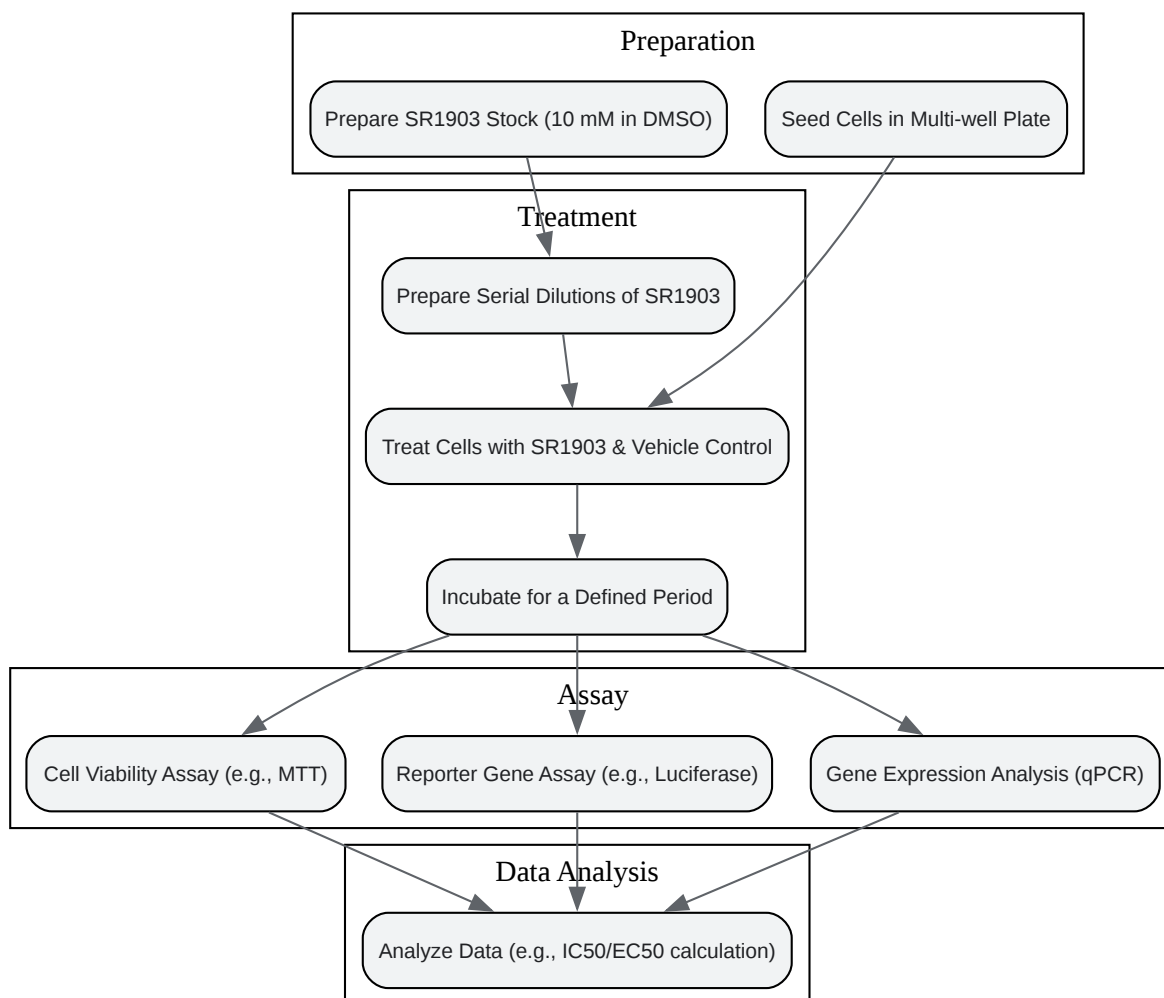 Preparation
Prepare SR1903 Stock (10 mM in DMSO)
Seed Cells in Multi-well Plate
Treatment
Prepare Serial Dilutions of SR1903
Treat Cells with SR1903 & Vehicle Control
Incubate for a Defined Period
Assay
Cell Viability Assay (e.g., MTT)
Reporter Gene Assay (e.g., Luciferase)
Gene Expression Analysis (qPCR)
Data Analysis
Analyze Data (e.g., IC50/EC50 calculation)